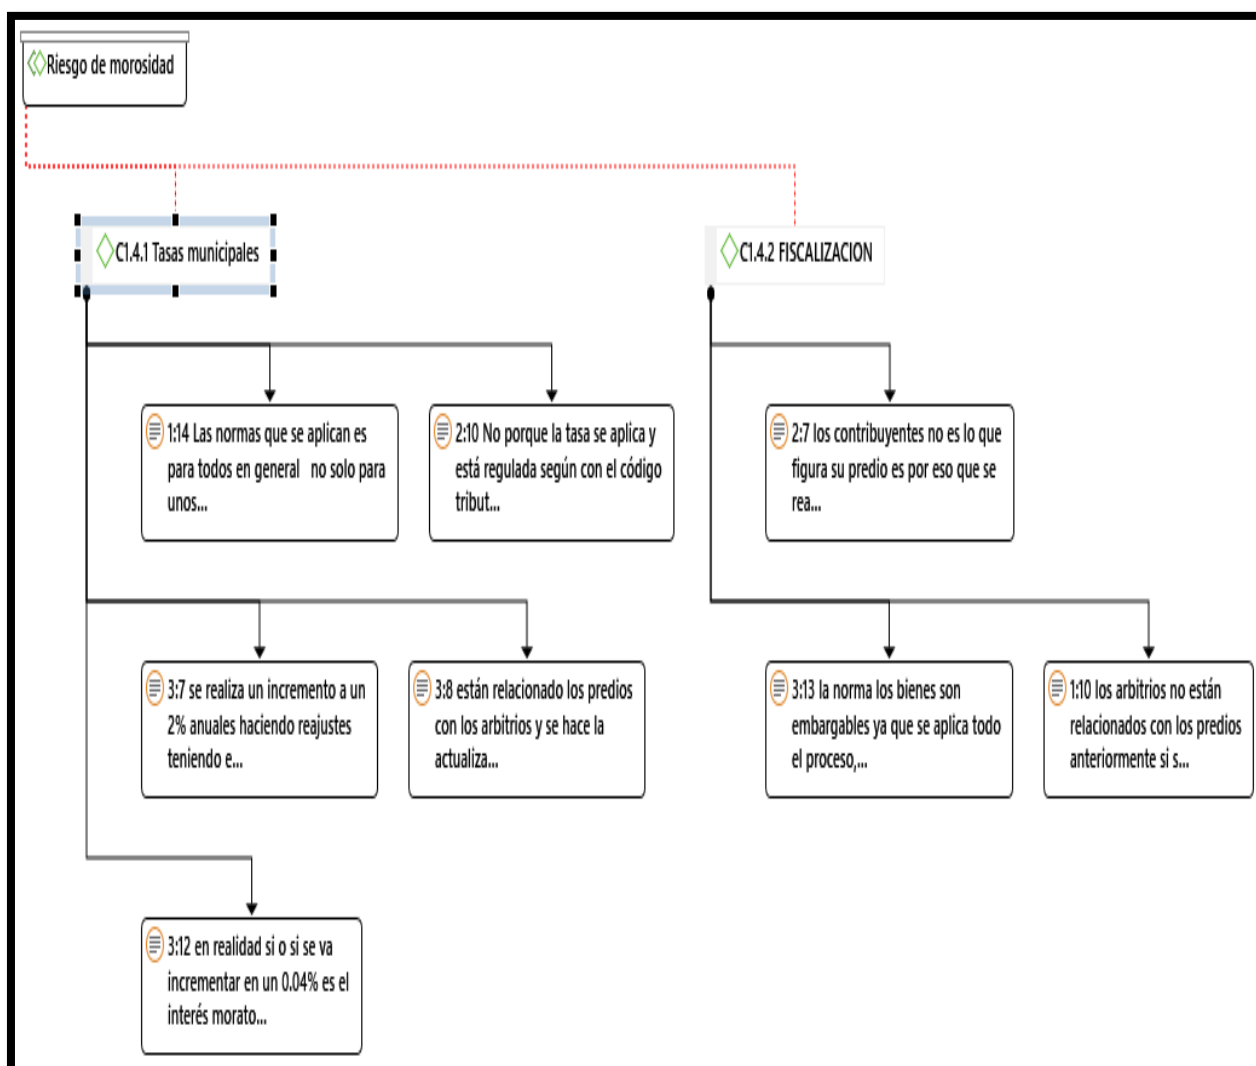 Riesgo de morosidad
C1.4.1 Tasas municipales
C1.4.2 FISCALIZACION
1:14 Las normas que se aplican es
para todos en general no solo para
unos...
2:10 No porque la tasa se aplica y
está regulada según con el código
tribut...
2:7 los contribuyentes no es lo que
figura su predio es por eso que se
rea...
3:7 se realiza un incremento a un
2% anuales haciendo reajustes
teniendo e...
3:8 están relacionado los predios
con los arbitrios y se hace la
actualiza...
3:13 la norma los bienes son
embargables ya que se aplica todo
el proceso,...
1:10 los arbitrios no están
relacionados con los predios
anteriormente si s...
3:12 en realidad si o si se va
incrementar en un 0.04% es el
interés morato...